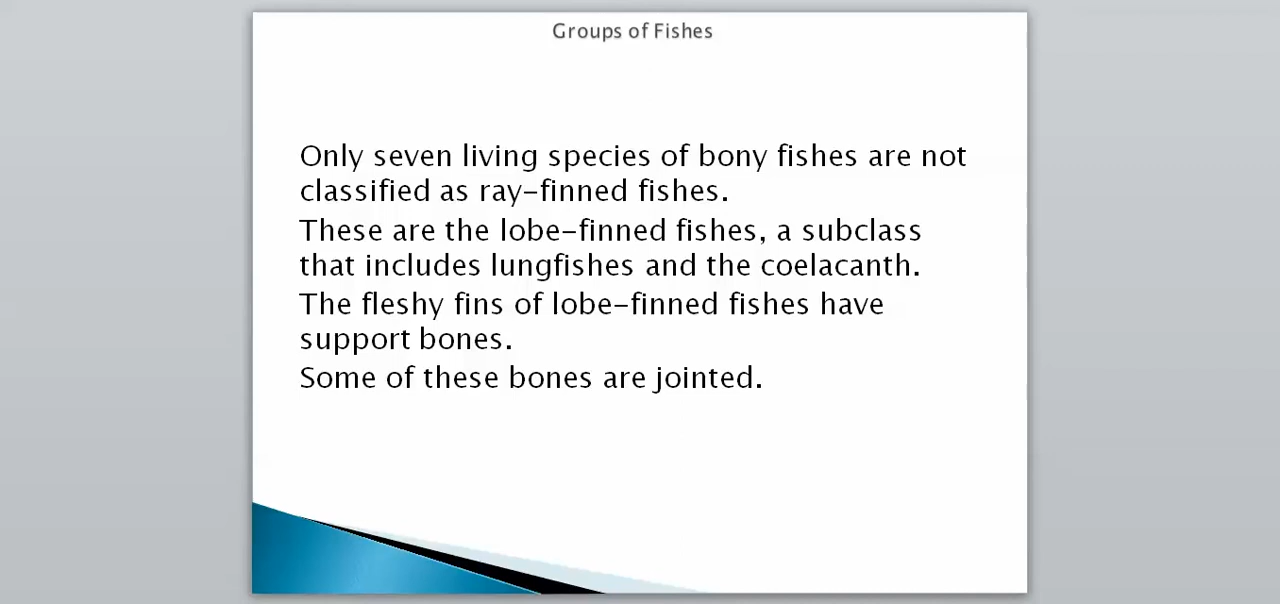 Groups of Fishes
Only seven living species of bony fishes are not
classified as ray-finned fishes.
These are the lobe-finned fishes, a subclass
that includes lungfishes and the coelacanth.
The fleshy fins of lobe-finned fishes have
support bones.
Some of these bones are jointed.